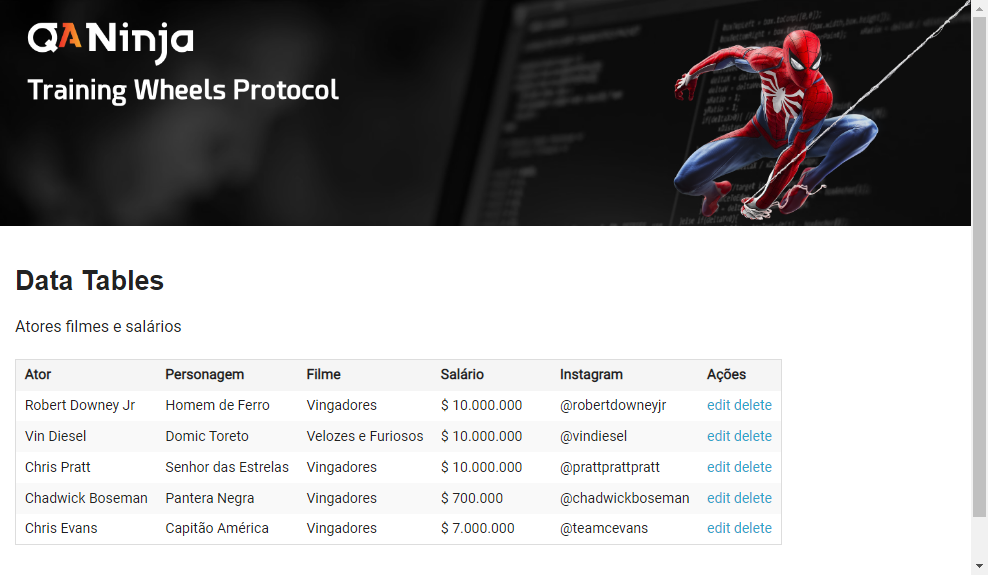 QANinja
Training Wheels Protocol
Data Tables
Atores filmes e salários
Ator Personagem Filme Salário Instagram Ações
Robert Downey Jr Homem de Ferro Vingadores $ 10.000.000 @robertdowneyjr edit delete
Vin Diesel Domic Toreto Velozes e Furiosos $ 10.000.000 @vindiesel edit delete
Chris Pratt Senhor das Estrelas Vingadores $ 10.000.000 @prattprattpratt edit delete
Chadwick Boseman Pantera Negra Vingadores $ 700.000 @chadwickboseman edit delete
Chris Evans Capitão América Vingadores $ 7.000.000 @teamcevans edit delete